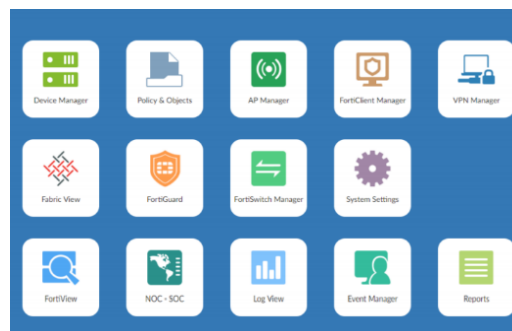 Device Manager
Policy & Objects
AP Manager
FortiClient Manager
VPN Manager
Fabric View
FortiGuard
FortiSwitch Manager
System Settings
FortiView
NOC - SOC
Log View
Event Manager
Reports